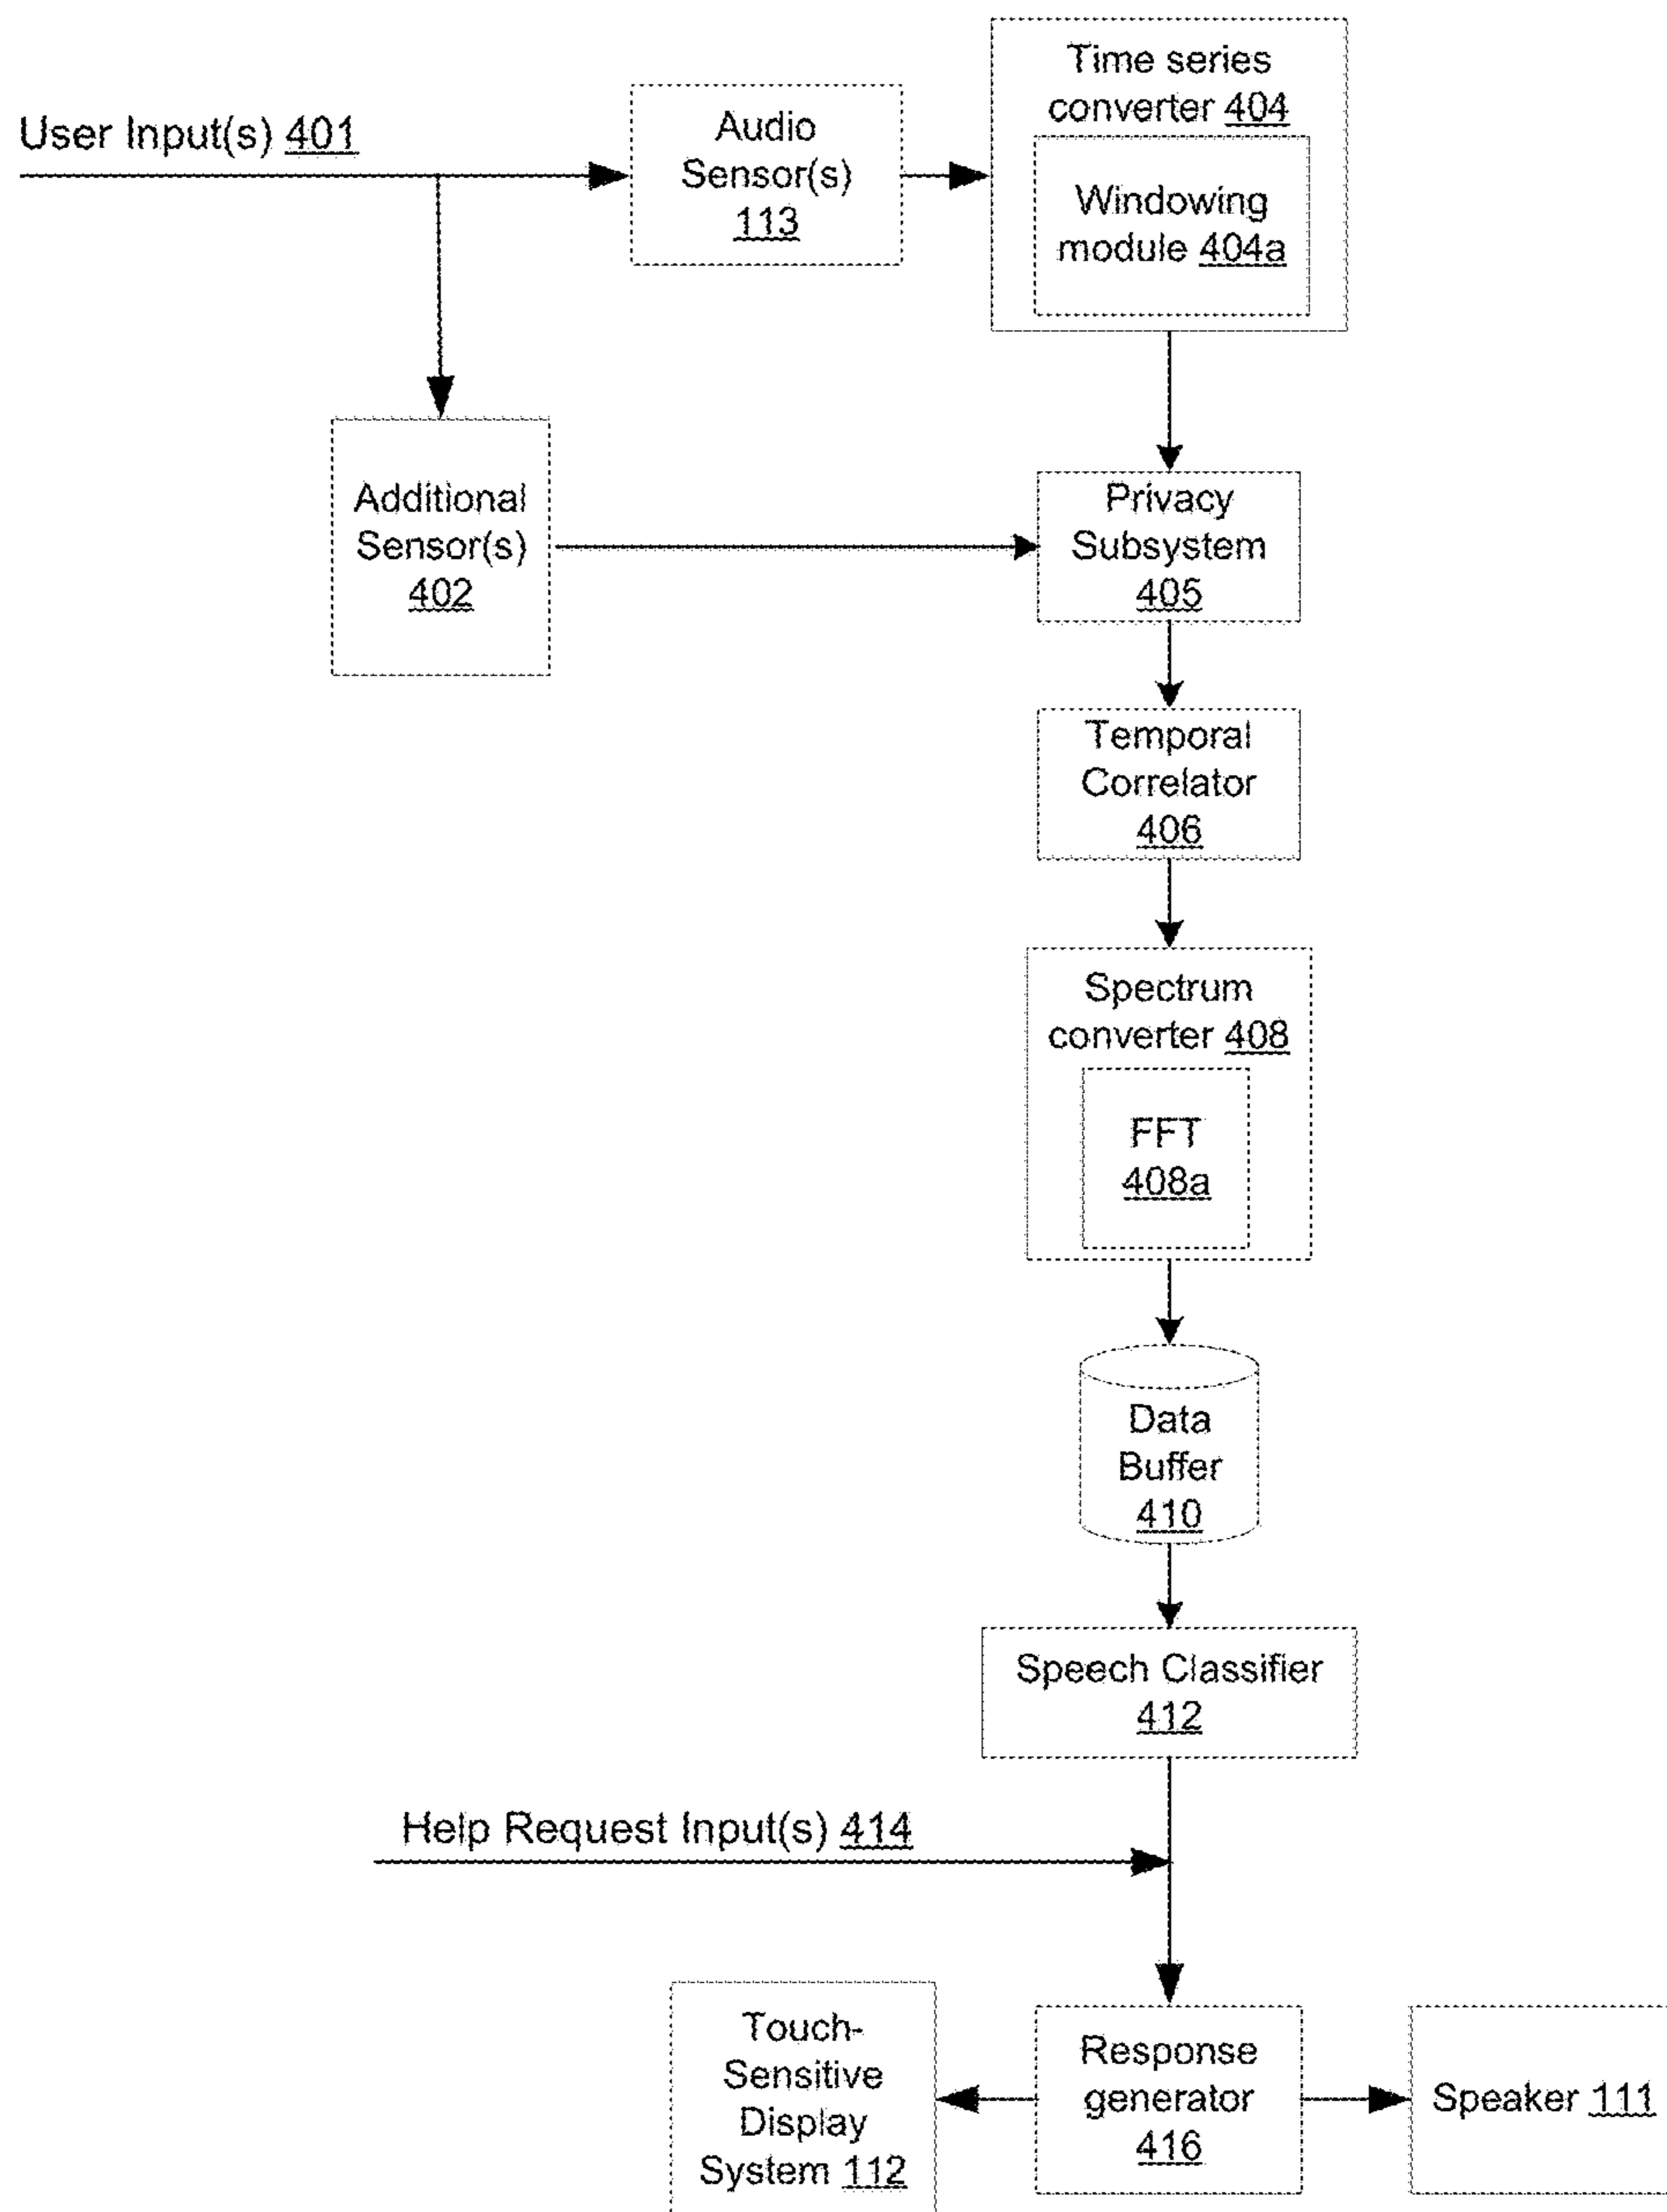 Time series
converter 404
User Input(s) 401
Audio
Sensor(s)
113
Windowing
module 404a
Additional
Sensor(s)
402
Privacy
Subsystem
405
Temporal
Correlator
406
Spectrum
converter 408
FFT
408a
Data
Buffer
410
Speech Classifier
412
Help Request Input(s) 414
Touch-
Sensitive
Display
System 112
Response
generator
416
Speaker 111